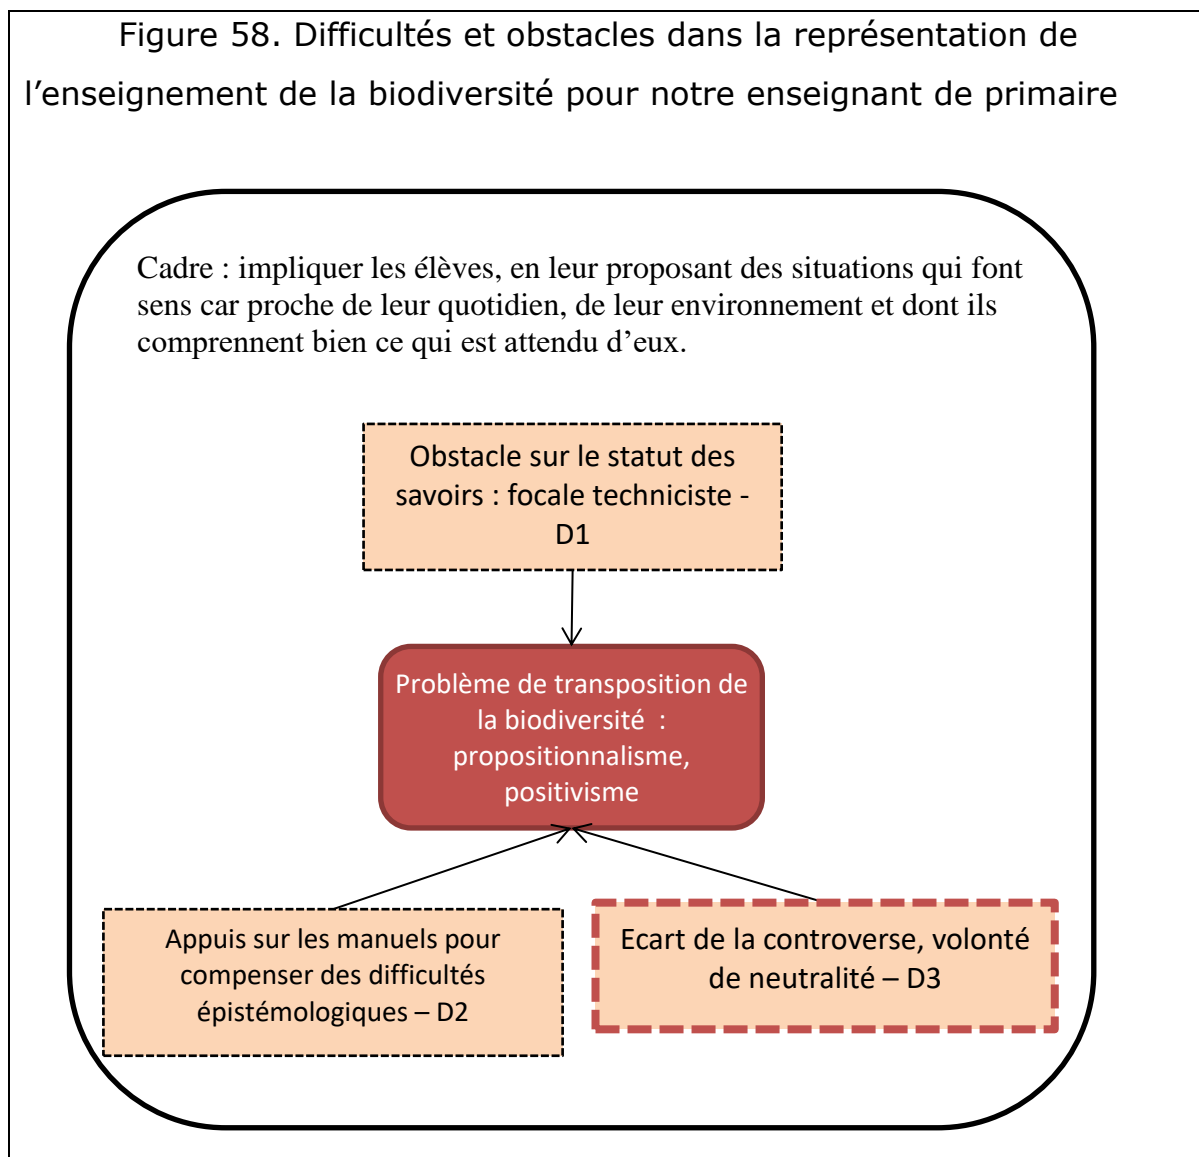 Figure 58. Difficultés et obstacles dans la représentation de
l’enseignement de la biodiversité pour notre enseignant de primaire
Cadre : impliquer les élèves, en leur proposant des situations qui font
sens car proche de leur quotidien, de leur environnement et dont ils
comprennent bien ce qui est attendu d’eux.
Obstacle sur le statut des
savoirs : focale techniciste -
D1
Problème de transposition de
la biodiversité  :
propositionnalisme,
positivisme
Appuis sur les manuels pour
compenser des difficultés
épistémologiques – D2
Ecart de la controverse, volonté
de neutralité – D3